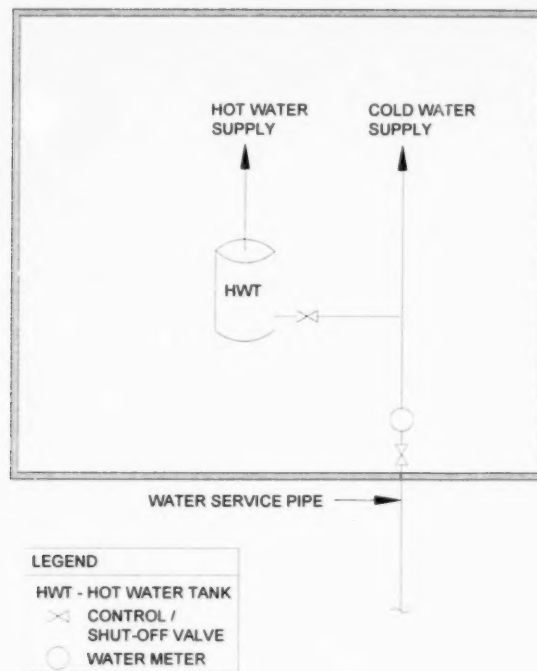 HOT WATER
SUPPLY
COLD WATER
SUPPLY
HWT
WATER SERVICE PIPE
LEGEND
HWT - HOT WATER TANK
CONTROL /
SHUT-OFF VALVE
WATER METER